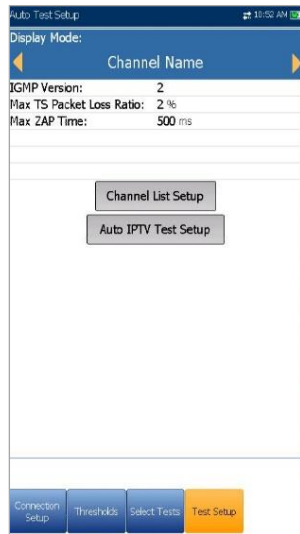 Auto Test Setup 10:52 AM
Display Mode:
Channel Name
IGMP Version: 2
Max TS Packet Loss Ratio: 2 %
Max ZAP Time: 500 ms
Channel List Setup
Auto IPTV Test Setup
Connection Setup
Thresholds
Select Tests
Test Setup